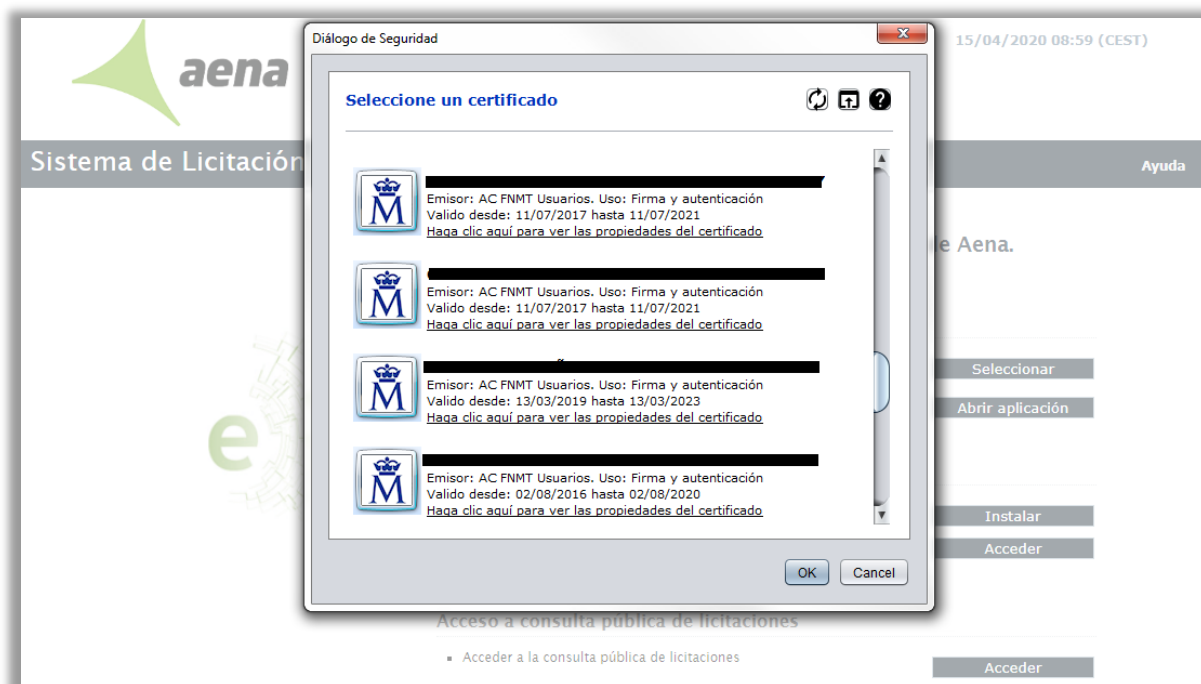 Diálogo de Seguridad
15/04/2020 08:59 (CEST)
aena
Seleccione un certificado
Sistema de Licitación
Ayuda
Emisor: AC FNMT Usuarios. Uso: Firma y autenticación
Valido desde: 11/07/2017 hasta 11/07/2021
Haga clic aquí para ver las propiedades del certificado
e Aena.
Emisor: AC FNMT Usuarios. Uso: Firma y autenticación
Valido desde: 11/07/2017 hasta 11/07/2021
Haga clic aquí para ver las propiedades del certificado
Seleccionar
Emisor: AC FNMT Usuarios. Uso: Firma y autenticación
Valido desde: 13/03/2019 hasta 13/03/2023
Haga clic aquí para ver las propiedades del certificado
Abrir aplicación
e
Emisor: AC FNMT Usuarios. Uso: Firma y autenticación
Valido desde: 02/08/2016 hasta 02/08/2020
Haga clic aquí para ver las propiedades del certificado
Instalar
Acceder
OK
Cancel
Acceso a consulta pública de licitaciones
Acceder a la consulta pública de licitaciones
Acceder